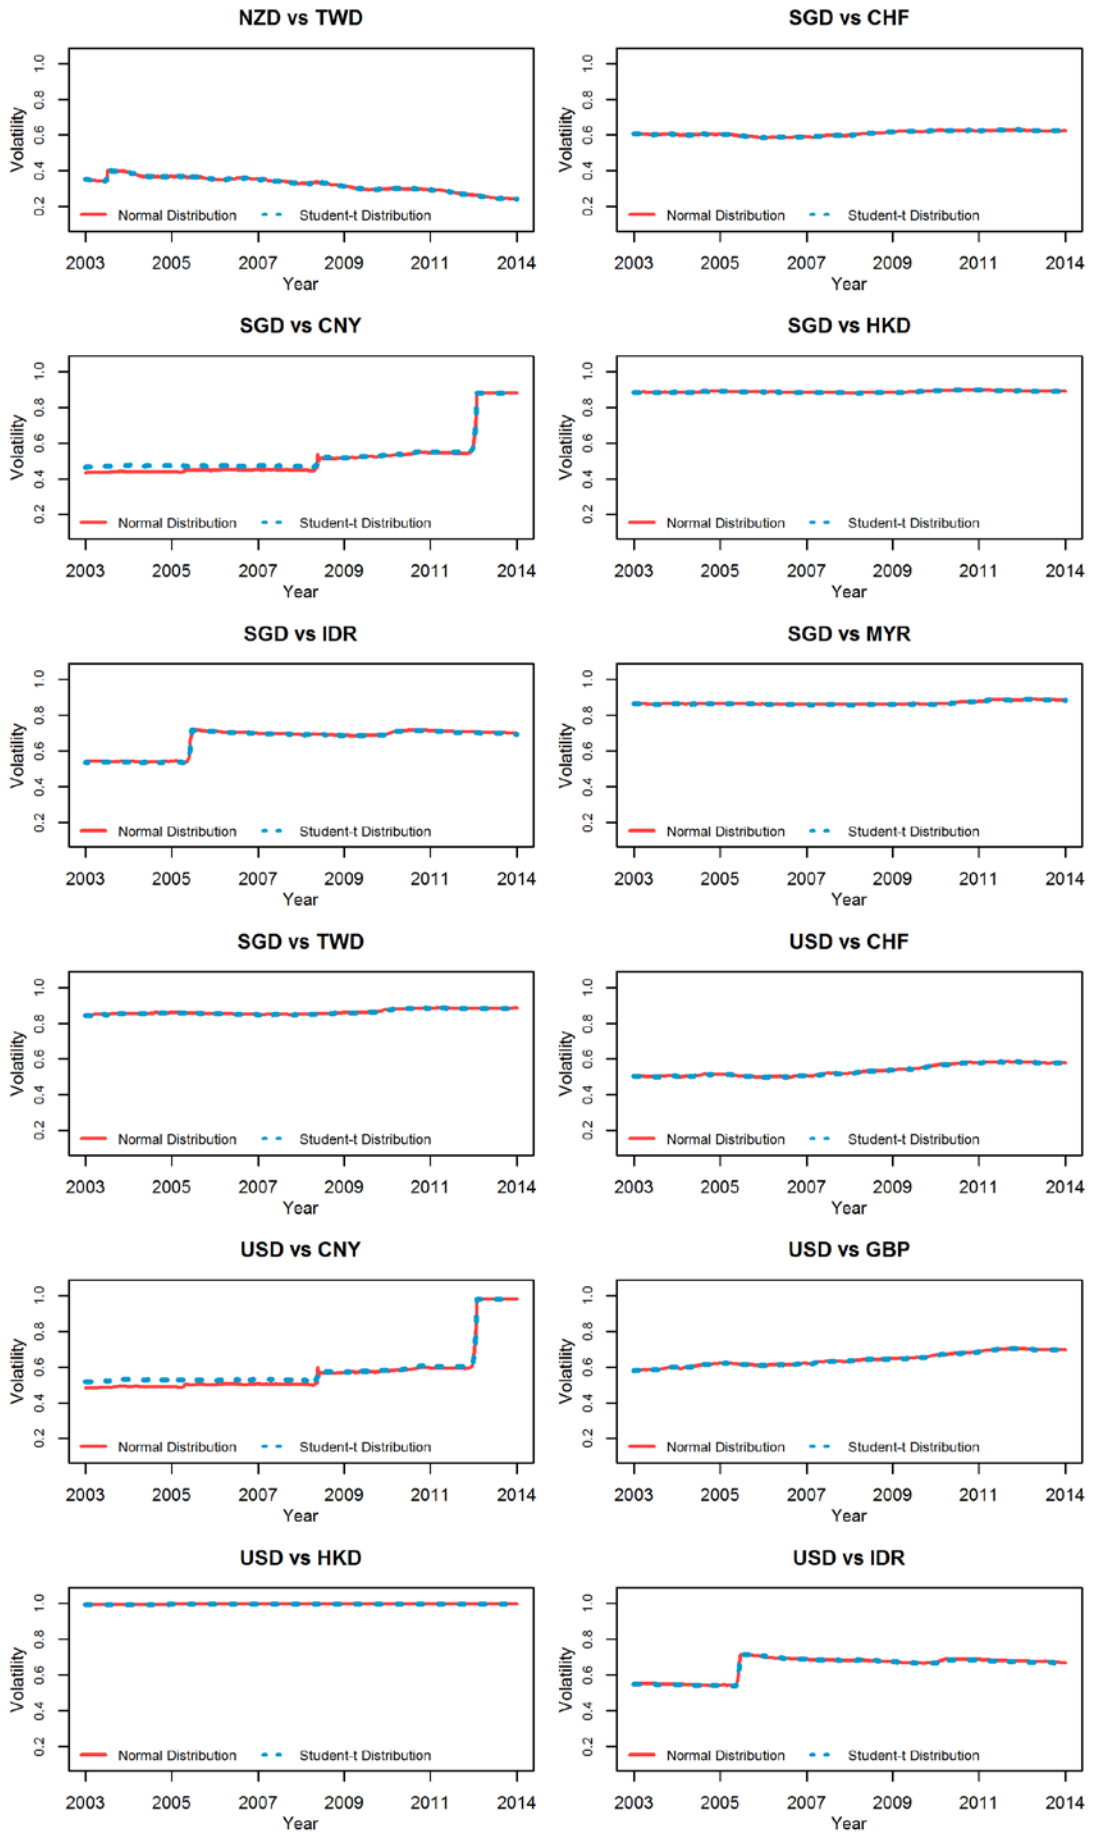 NZD vs TWD
Volatility
1.0
0.8
0.6
0.4
0.2
Normal Distribution Student-t Distribution
2003 2005 2007 2009 2011 2014
Year
SGD vs CHF
Volatility
1.0
0.8
0.6
0.4
0.2
Normal Distribution Student-t Distribution
2003 2005 2007 2009 2011 2014
Year
SGD vs CNY
Volatility
1.0
0.8
0.6
0.4
0.2
Normal Distribution Student-t Distribution
2003 2005 2007 2009 2011 2014
Year
SGD vs HKD
Volatility
1.0
0.8
0.6
0.4
0.2
Normal Distribution Student-t Distribution
2003 2005 2007 2009 2011 2014
Year
SGD vs IDR
Volatility
1.0
0.8
0.6
0.4
0.2
Normal Distribution Student-t Distribution
2003 2005 2007 2009 2011 2014
Year
SGD vs MYR
Volatility
1.0
0.8
0.6
0.4
0.2
Normal Distribution Student-t Distribution
2003 2005 2007 2009 2011 2014
Year
SGD vs TWD
Volatility
1.0
0.8
0.6
0.4
0.2
Normal Distribution Student-t Distribution
2003 2005 2007 2009 2011 2014
Year
USD vs CHF
Volatility
1.0
0.8
0.6
0.4
0.2
Normal Distribution Student-t Distribution
2003 2005 2007 2009 2011 2014
Year
USD vs CNY
Volatility
1.0
0.8
0.6
0.4
0.2
Normal Distribution Student-t Distribution
2003 2005 2007 2009 2011 2014
Year
USD vs GBP
Volatility
1.0
0.8
0.6
0.4
0.2
Normal Distribution Student-t Distribution
2003 2005 2007 2009 2011 2014
Year
USD vs HKD
Volatility
1.0
0.8
0.6
0.4
0.2
Normal Distribution Student-t Distribution
2003 2005 2007 2009 2011 2014
Year
USD vs IDR
Volatility
1.0
0.8
0.6
0.4
0.2
Normal Distribution Student-t Distribution
2003 2005 2007 2009 2011 2014
Year